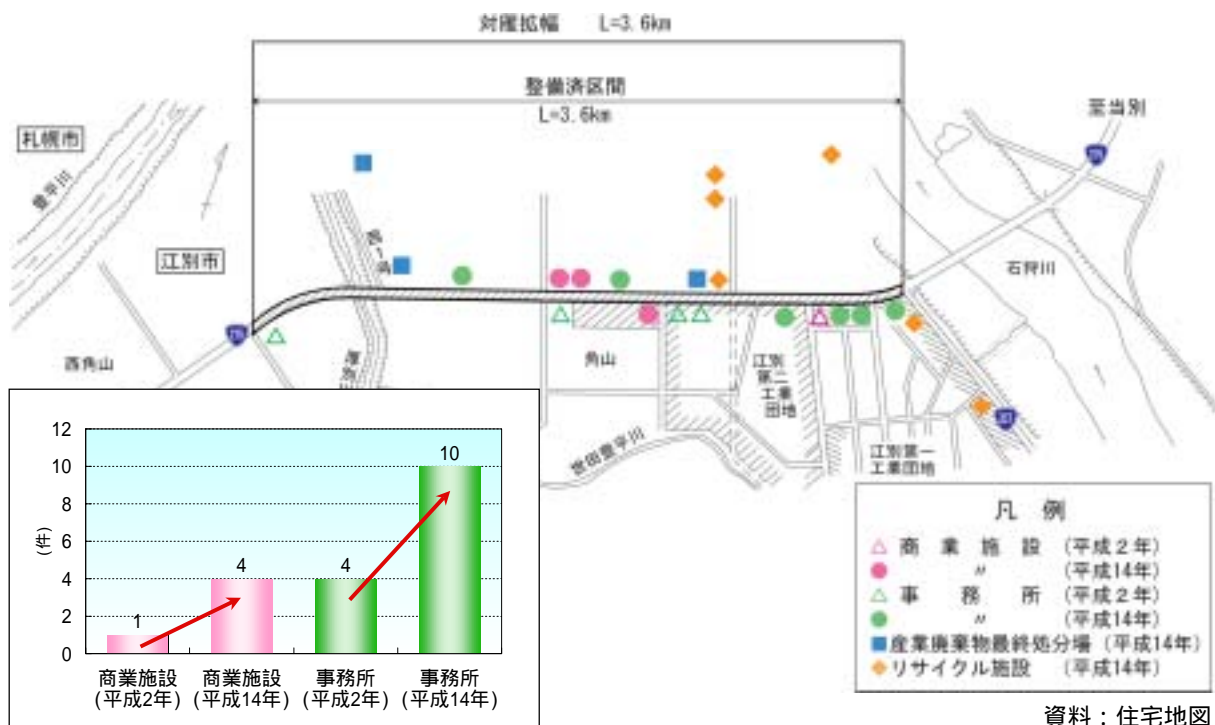 対雁拡幅 L=3.6km
整備済区間
L=3.6km
至当別
札幌市
豊平川
江別市
275
石狩川
西角山
角山
江別
第二
工業
団地
世田豊平川
江別第一
工業団地
12
10
8
6
4
2
0
(件)
1
4
4
10
商業施設
(平成2年)
商業施設
(平成14年)
事務所
(平成2年)
事務所
(平成14年)
凡 例
商業施設 (平成2年)
〃 (平成14年)
事務所 (平成2年)
〃 (平成14年)
産業廃棄物最終処分場 (平成14年)
リサイクル施設 (平成14年)
資料：住宅地図